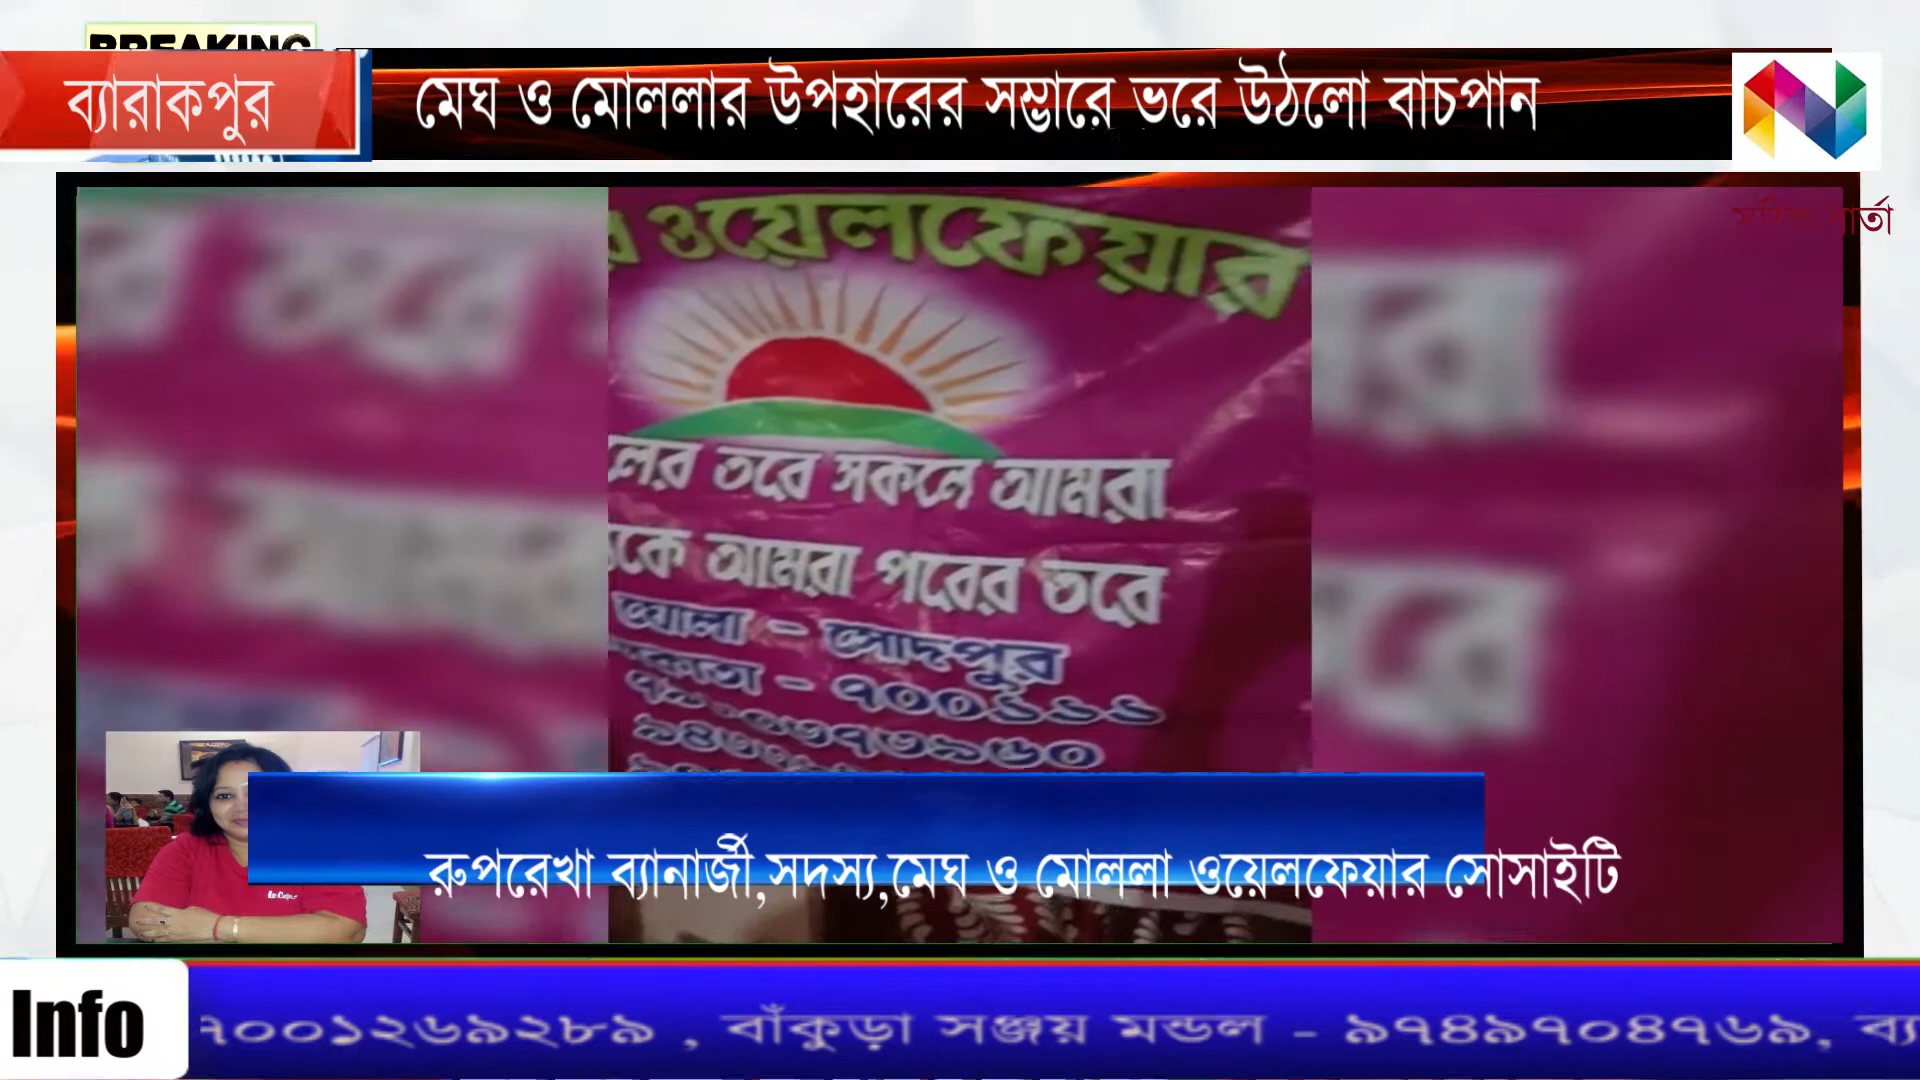 BREAKING
ব্যারাকপুর
মেঘ ও মোললার উপহারের সম্ভারে ভরে উঠলো বাচপান
বার্তা
ওয়েলফেয়ার
লের তরে সকলে আমরা
কে আমরা পরের তরে
সোদপুর
৭০০১১১
রুপরেখা ব্যানার্জী,সদস্য,মেঘ ও মোললা ওয়েলফেয়ার সোসাইটি
Info
৭০০১২৬৯২৮৯ , বাঁকুড়া সঞ্জয় মন্ডল - ৯৭৪৯৭০৪৭৬৯, ব্যা